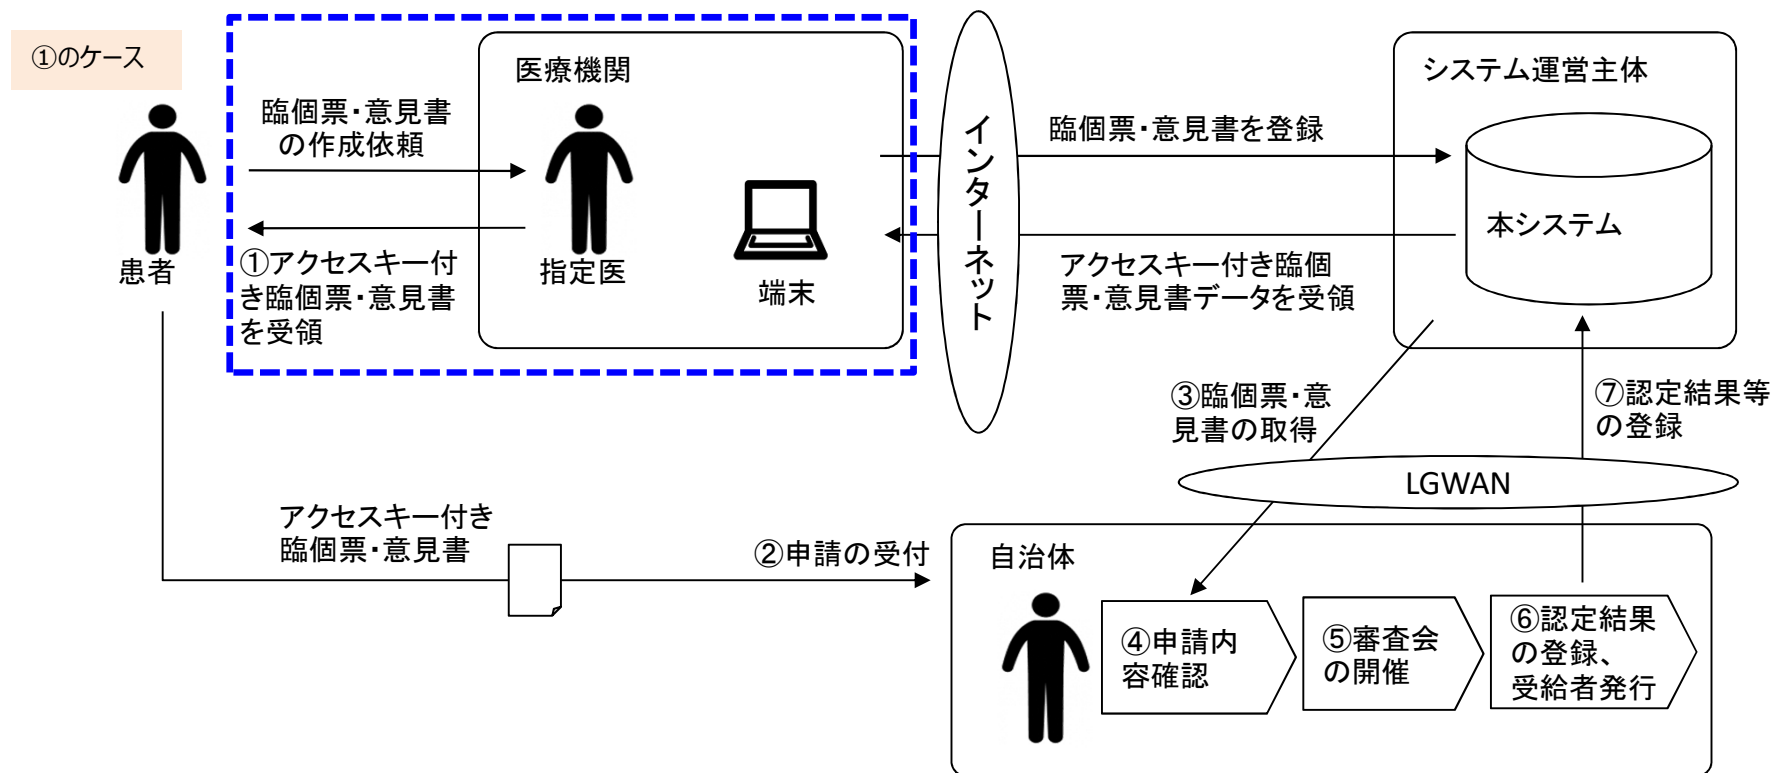 ①のケース
医療機関
システム運営主体
臨個票・意見書
の作成依頼
インターネット
臨個票・意見書を登録
本システム
患者
①アクセスキー付
き臨個票・意見書
を受領
指定医
端末
アクセスキー付き臨個
票・意見書データを受領
③臨個票・意
見書の取得
⑦認定結果等
の登録
LGWAN
アクセスキー付き
臨個票・意見書
②申請の受付
自治体
④申請内
容確認
⑤審査会
の開催
⑥認定結果
の登録、
受給者発行